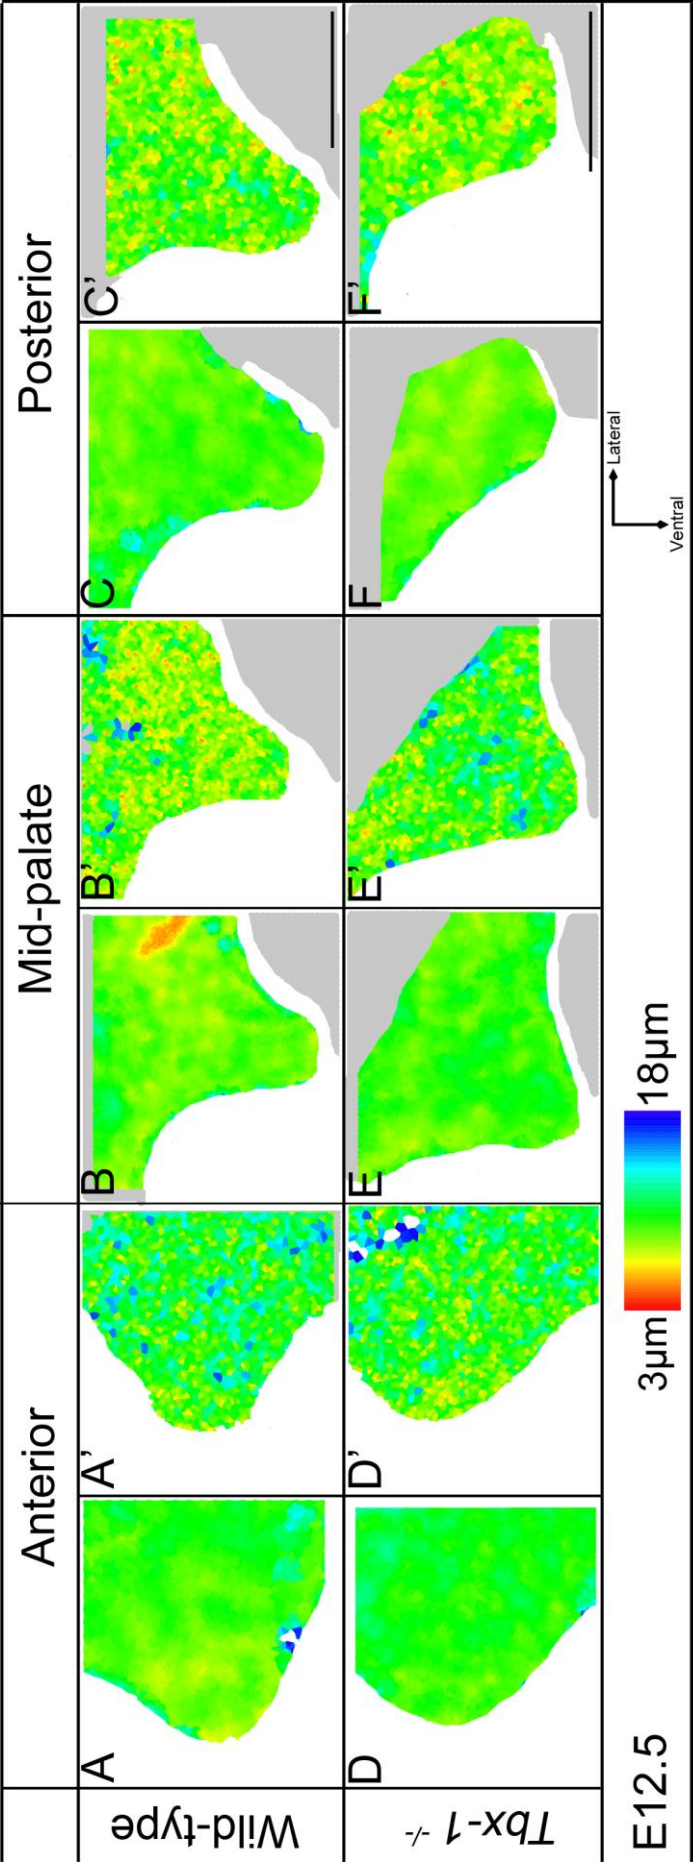 Anterior Mid-palate Posterior
Wild-type A A' B B' C C'
Tbx-1 -/- D D' E E' F F'
E12.5 3μm 18μm Lateral
Ventral